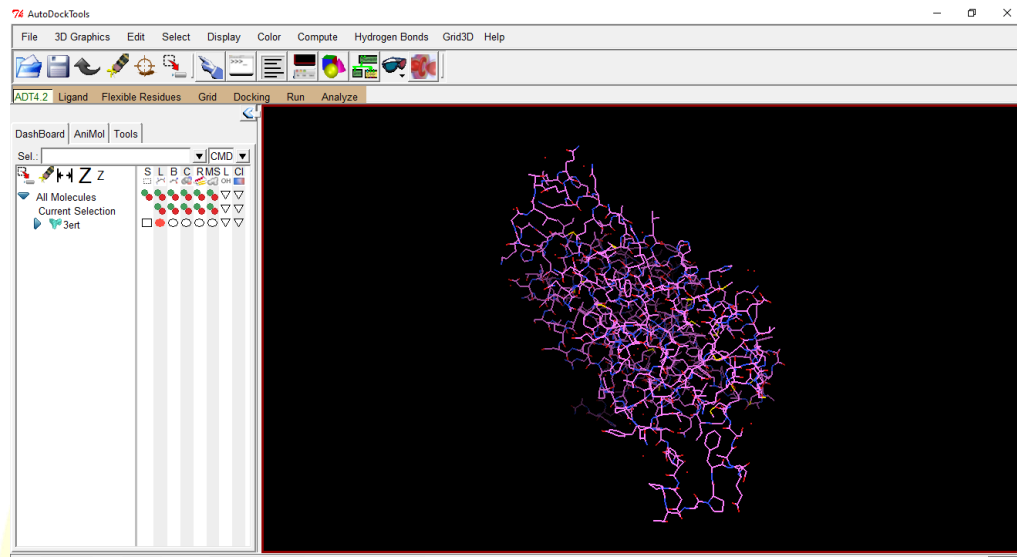 AutoDockTools
File 3D Graphics Edit Select Display Color Compute Hydrogen Bonds Grid3D Help
ADT4.2 Ligand Flexible Residues Grid Docking Run Analyze
DashBoard AniMol Tools
Sel.: CMD
Z Z S L B C R MS L Cl
All Molecules
Current Selection
3ert